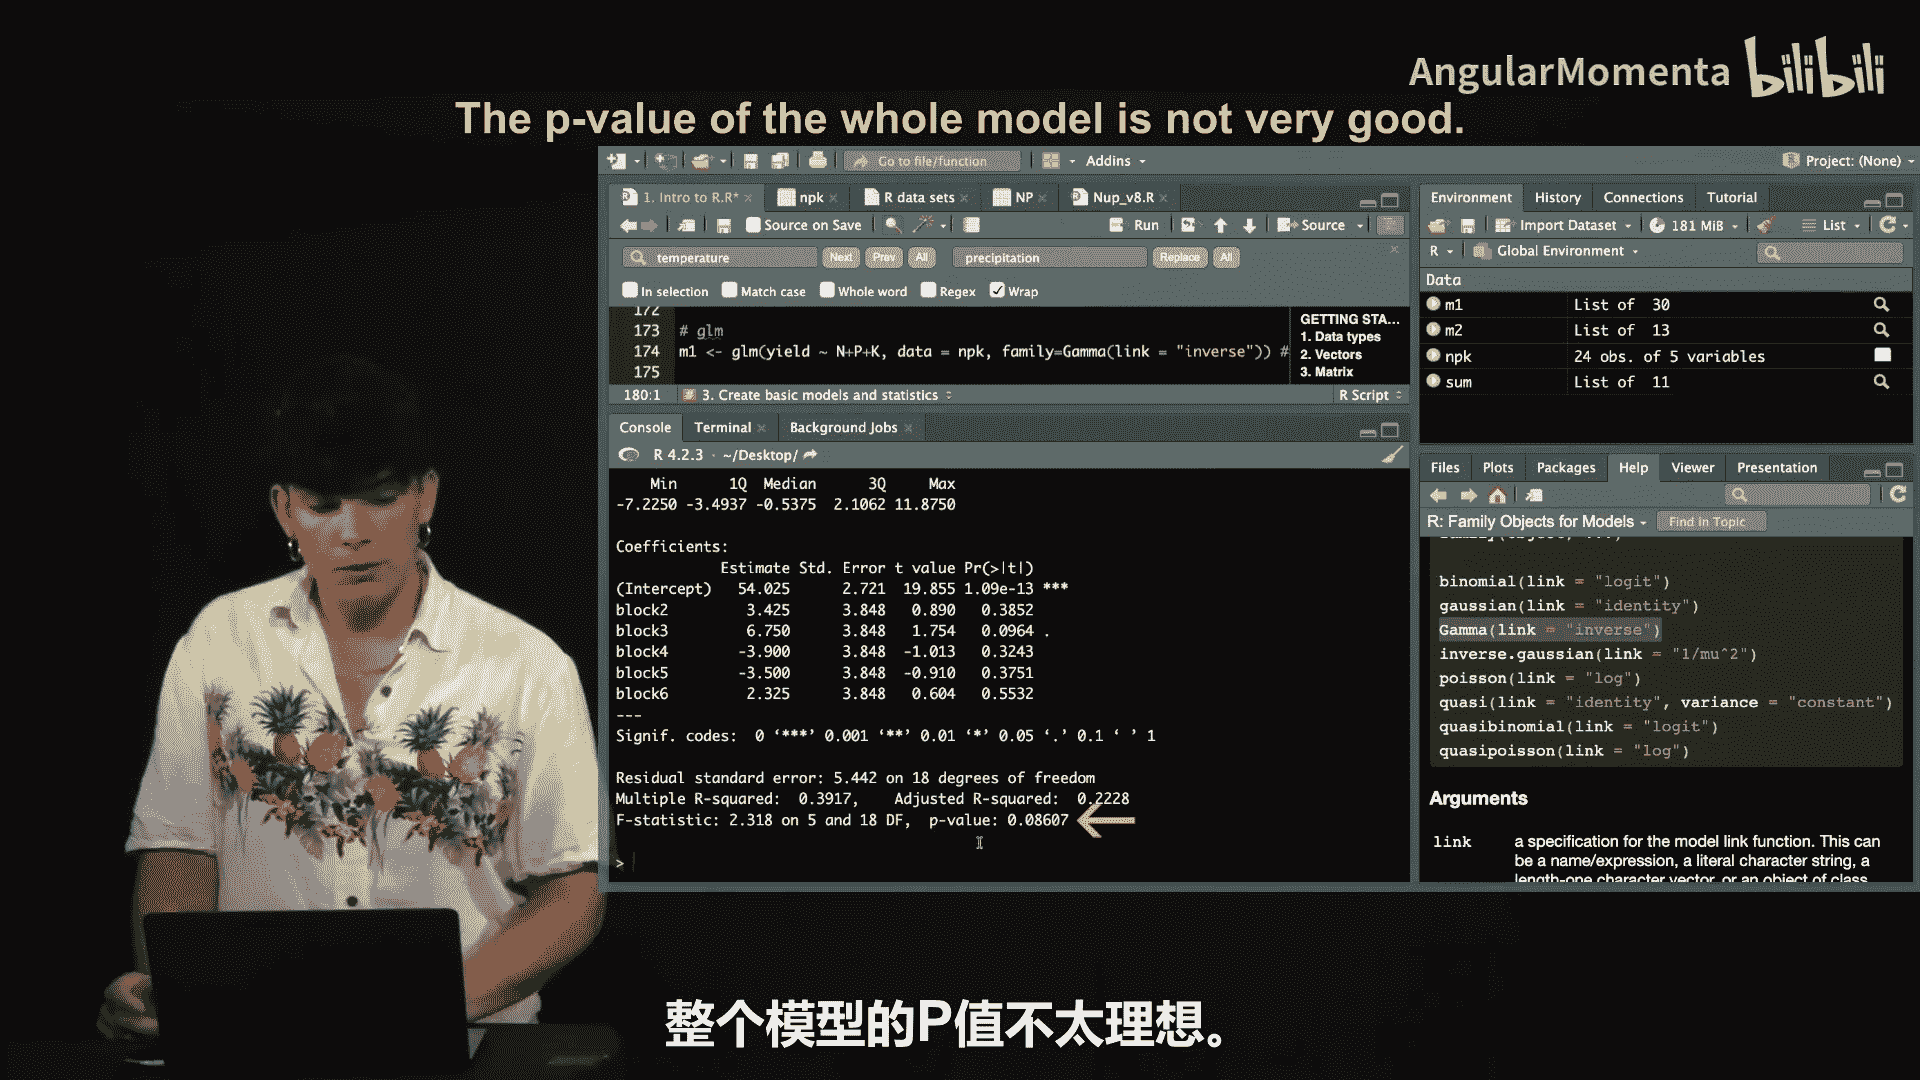 AngularMomenta bilibili
The p-value of the whole model is not very good.
Go to file/function
Addins
Project: (None)
1. Intro to R.R*
npk
R data sets
NP
Nup_v8.R
Source on Save
Run
Source
temperature
Next
Prev
All
precipitation
Replace
All
In selection
Match case
Whole word
Regex
Wrap
172
173 # glm
174 m1 <- glm(yield ~ N+P+K, data = npk, family=Gamma(link = "inverse")) #
175
GETTING STA...
1. Data types
2. Vectors
3. Matrix
180:1
3. Create basic models and statistics
R Script
Console
Terminal
Background Jobs
R 4.2.3 · ~/Desktop/
Min 1Q Median 3Q Max
-7.2250 -3.4937 -0.5375 2.1062 11.8750
Coefficients:
Estimate Std. Error t value Pr(>|t|)
(Intercept) 54.025 2.721 19.855 1.09e-13 ***
block2 3.425 3.848 0.890 0.3852
block3 6.750 3.848 1.754 0.0964 .
block4 -3.900 3.848 -1.013 0.3243
block5 -3.500 3.848 -0.910 0.3751
block6 2.325 3.848 0.604 0.5532
---
Signif. codes: 0 ‘***’ 0.001 ‘**’ 0.01 ‘*’ 0.05 ‘.’ 0.1 ‘ ’ 1
Residual standard error: 5.442 on 18 degrees of freedom
Multiple R-squared: 0.3917, Adjusted R-squared: 0.2228
F-statistic: 2.318 on 5 and 18 DF, p-value: 0.08607
>
Environment
History
Connections
Tutorial
Import Dataset
181 MiB
List
R
Global Environment
Data
m1 List of 30
m2 List of 13
npk 24 obs. of 5 variables
sum List of 11
Files
Plots
Packages
Help
Viewer
Presentation
R: Family Objects for Models
Find in Topic
binomial(link = "logit")
gaussian(link = "identity")
Gamma(link = "inverse")
inverse.gaussian(link = "1/mu^2")
poisson(link = "log")
quasi(link = "identity", variance = "constant")
quasibinomial(link = "logit")
quasipoisson(link = "log")
Arguments
link a specification for the model link function. This can
be a name/expression, a literal character string, a
length-one character vector, or an object of class
整个模型的P值不太理想。